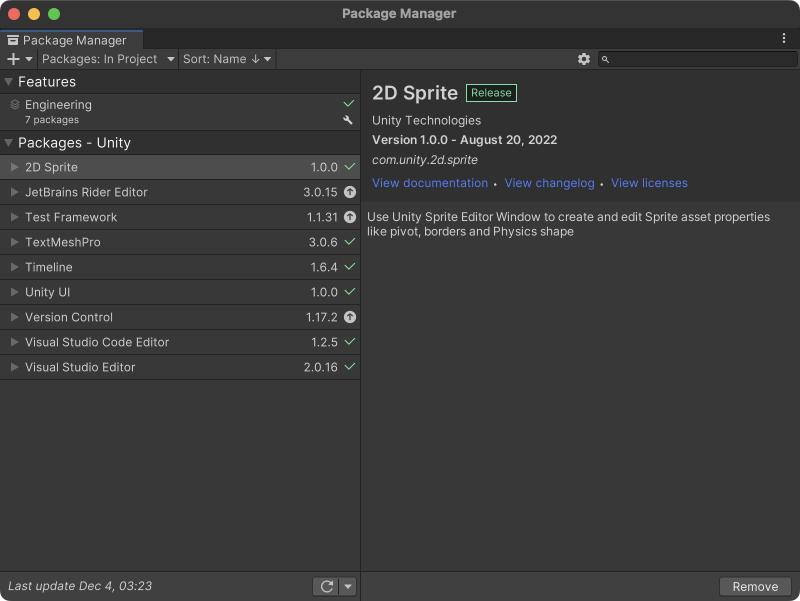 Package Manager
Package Manager
Packages: In Project
Sort: Name ↓
Features
Engineering
7 packages
Packages - Unity
2D Sprite 1.0.0
JetBrains Rider Editor 3.0.15
Test Framework 1.1.31
TextMeshPro 3.0.6
Timeline 1.6.4
Unity UI 1.0.0
Version Control 1.17.2
Visual Studio Code Editor 1.2.5
Visual Studio Editor 2.0.16
Last update Dec 4, 03:23
2D Sprite Release
Unity Technologies
Version 1.0.0 - August 20, 2022
com.unity.2d.sprite
View documentation • View changelog • View licenses
Use Unity Sprite Editor Window to create and edit Sprite asset properties
like pivot, borders and Physics shape
Remove